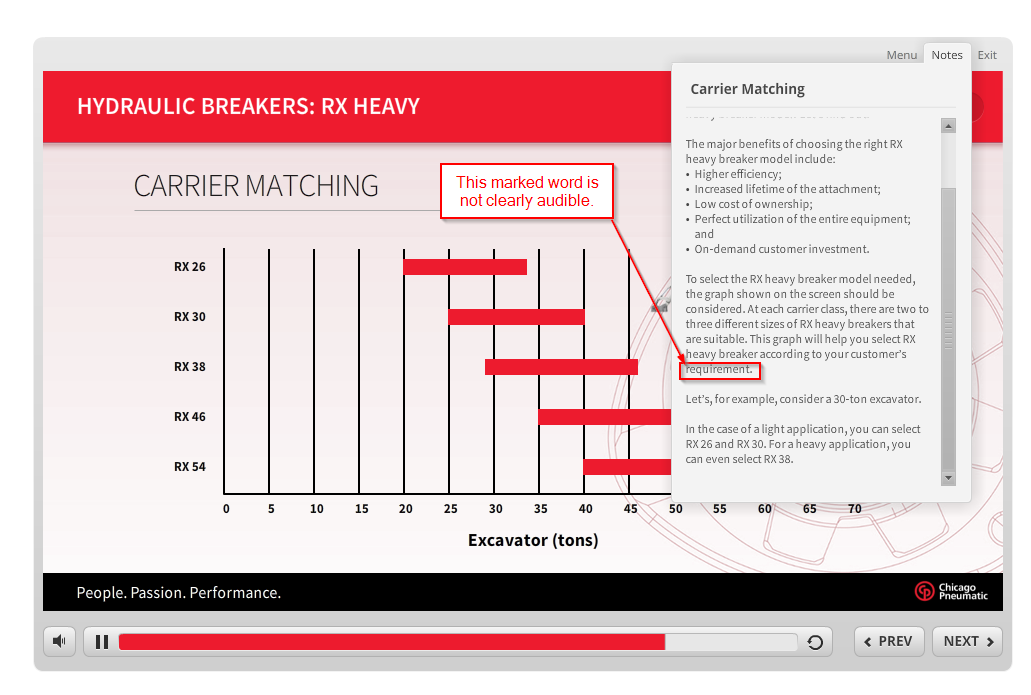 Menu
Notes
Exit
HYDRAULIC BREAKERS: RX HEAVY
CARRIER MATCHING
This marked word is
not clearly audible.
RX 26
RX 30
RX 38
RX 46
RX 54
0 5 10 15 20 25 30 35 40 45 50 55 60 65 70
Excavator (tons)
Carrier Matching
The major benefits of choosing the right RX
heavy breaker model include:
• Higher efficiency;
• Increased lifetime of the attachment;
• Low cost of ownership;
• Perfect utilization of the entire equipment;
and
• On-demand customer investment.
To select the RX heavy breaker model needed,
the graph shown on the screen should be
considered. At each carrier class, there are two to
three different sizes of RX heavy breakers that
are suitable. This graph will help you select RX
heavy breaker according to your customer's
requirement.
Let's, for example, consider a 30-ton excavator.
In the case of a light application, you can select
RX 26 and RX 30. For a heavy application, you
can even select RX 38.
People. Passion. Performance.
Chicago
Pneumatic
PREV
NEXT